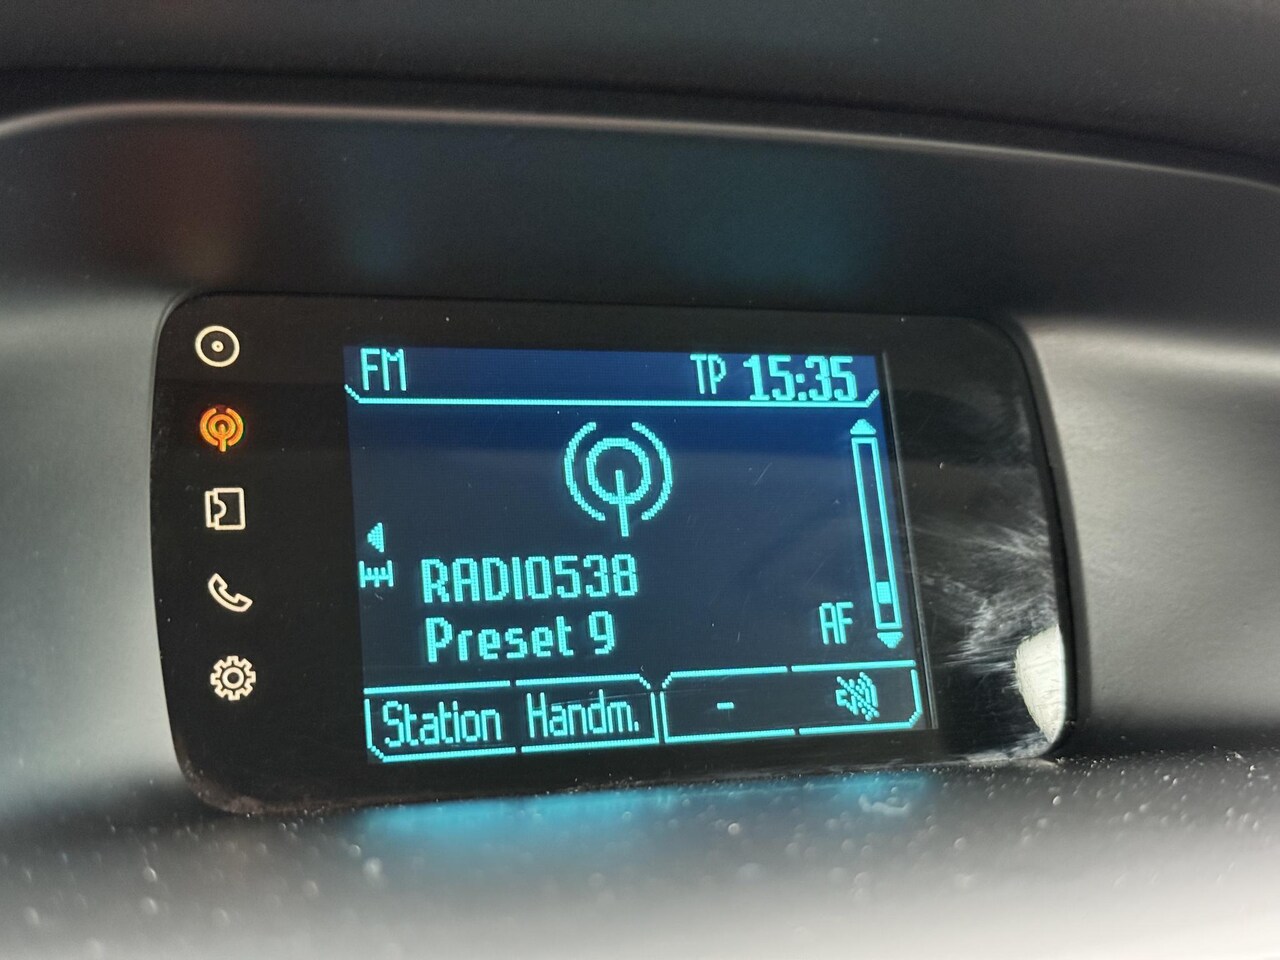 FM TP 15:35
RADIO538
Preset 9
AF
Station Handm. -